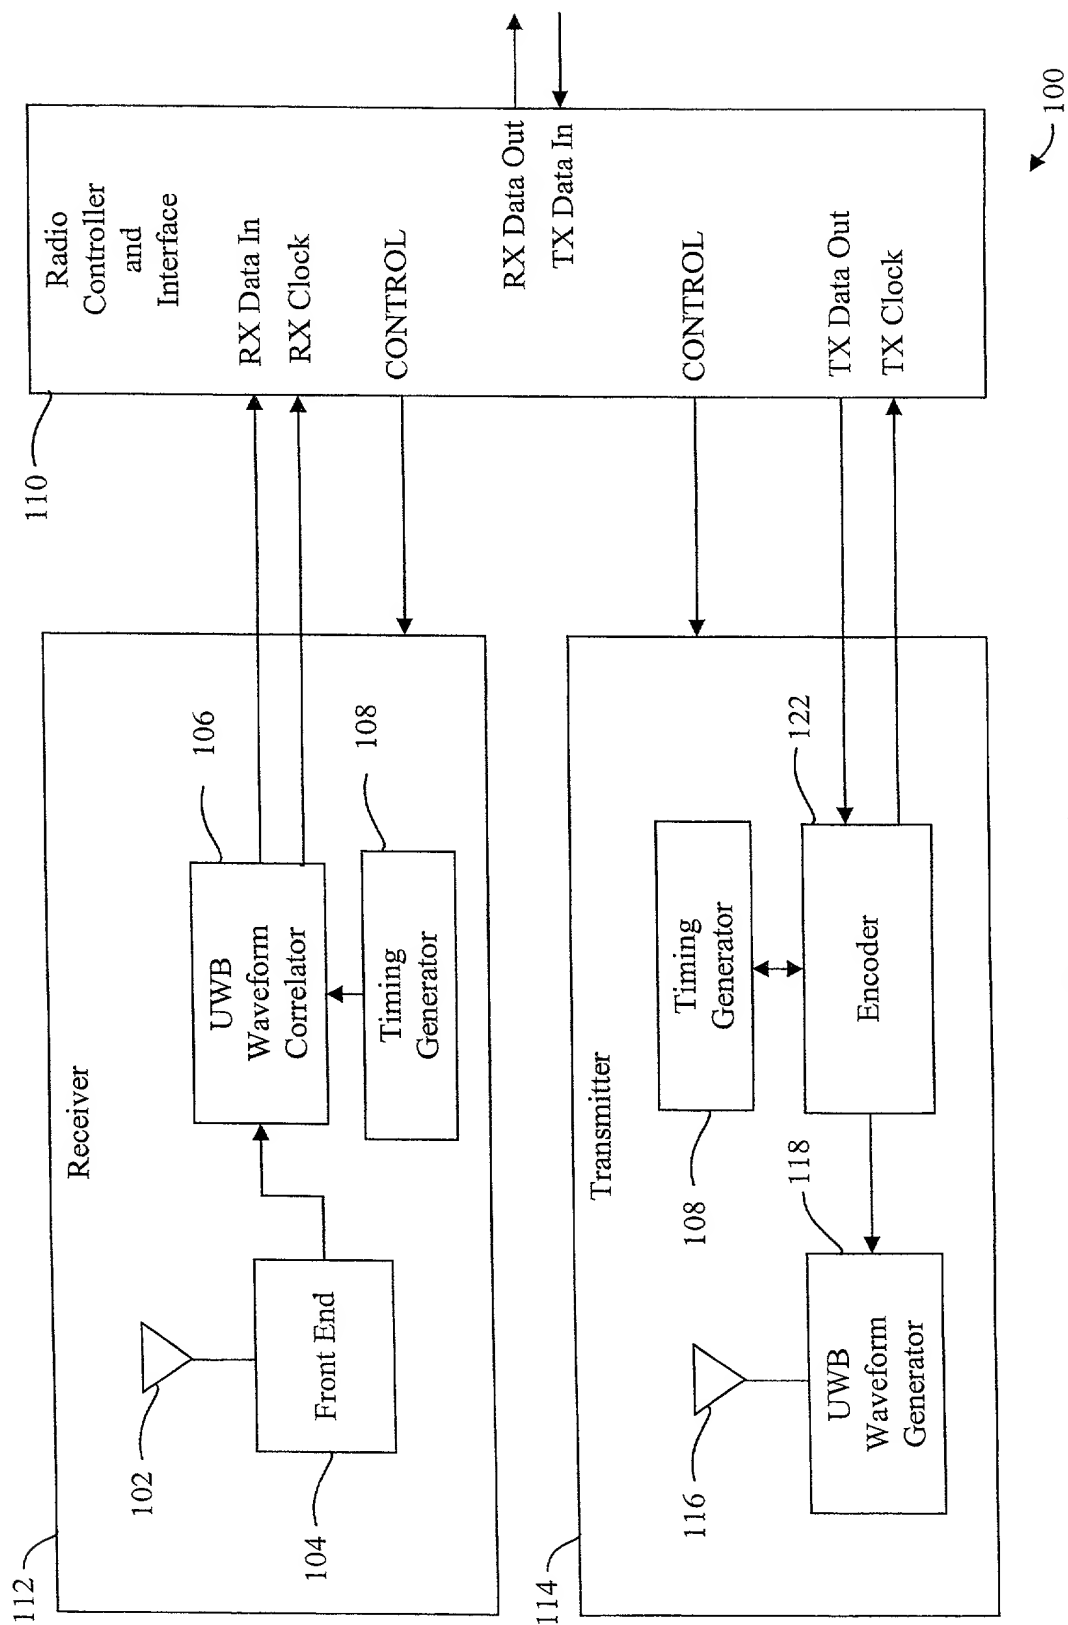 112
Receiver
102
104
Front End
106
UWB
Waveform
Correlator
108
Timing
Generator
110
Radio
Controller
and
Interface
RX Data In
RX Clock
CONTROL
RX Data Out
TX Data In
CONTROL
TX Data Out
TX Clock
114
Transmitter
116
118
UWB
Waveform
Generator
108
Timing
Generator
122
Encoder
100